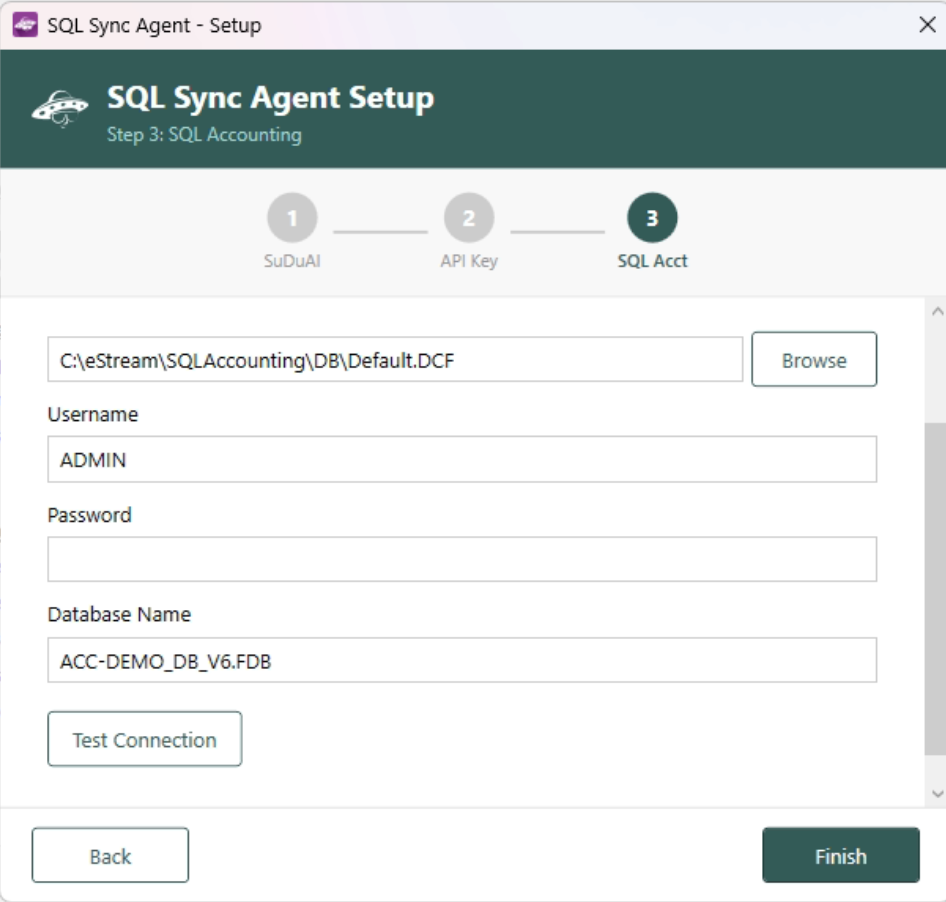 SQL Sync Agent - Setup
SQL Sync Agent Setup
Step 3: SQL Accounting
1
2
3
SuDuAI
API Key
SQL Acct
C:\eStream\SQLAccounting\DB\Default.DCF
Browse
Username
ADMIN
Password
Database Name
ACC-DEMO_DB_V6.FDB
Test Connection
Back
Finish